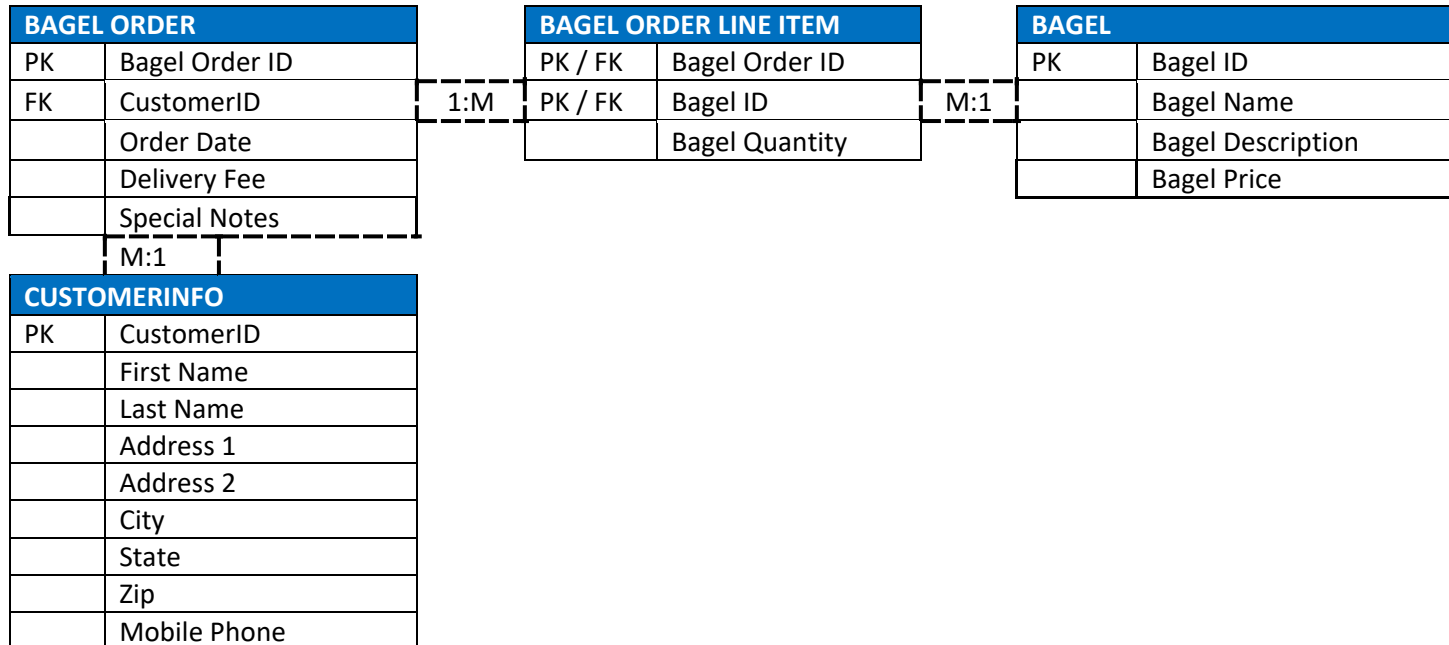 BAGEL ORDER BAGEL ORDER LINE ITEM BAGEL
PK Bagel Order ID PK / FK Bagel Order ID PK Bagel ID
FK CustomerID 1:M PK / FK Bagel ID M:1 Bagel Name
Order Date Bagel Quantity Bagel Description
Delivery Fee Bagel Price
Special Notes
M:1
CUSTOMERINFO
PK CustomerID
First Name
Last Name
Address 1
Address 2
City
State
Zip
Mobile Phone